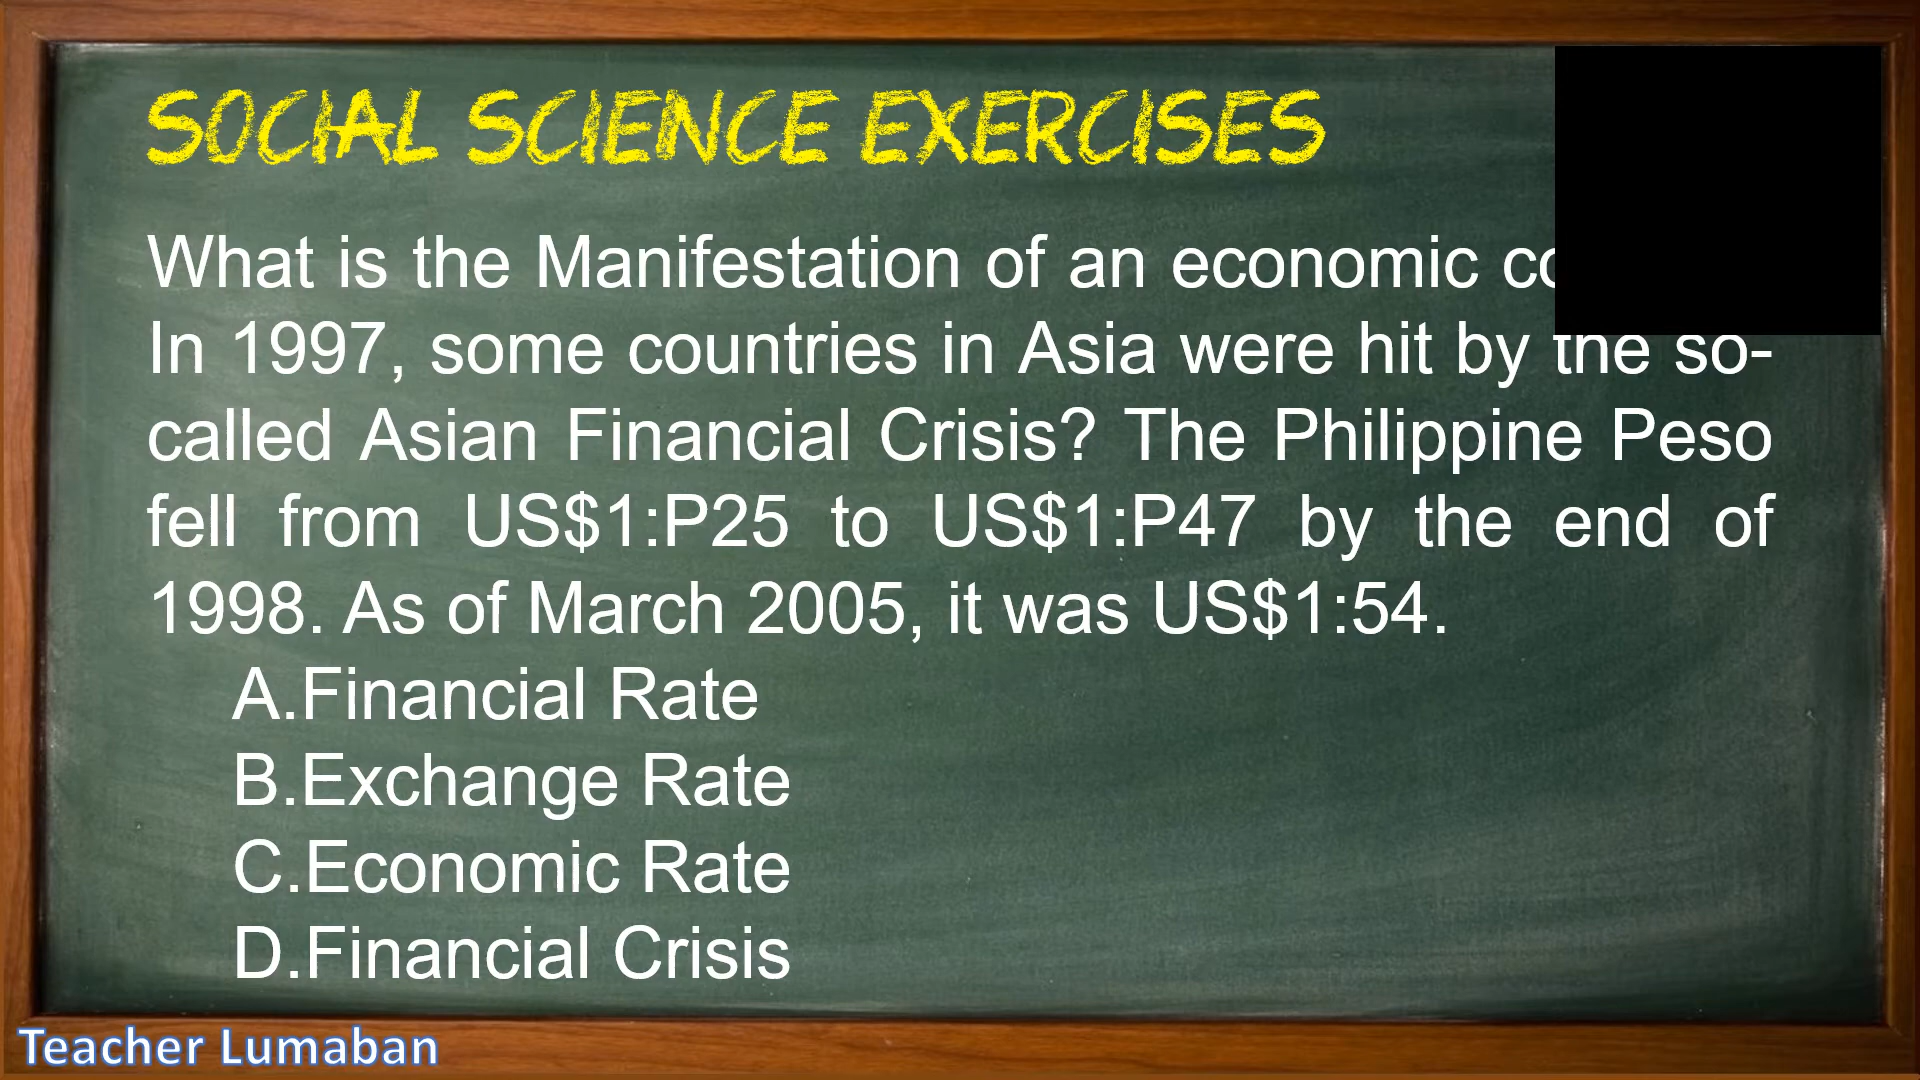 SOCIAL SCIENCE EXERCISES
What is the Manifestation of an economic
In 1997, some countries in Asia were hit by the so-
called Asian Financial Crisis? The Philippine Peso
fell from US$1:P25 to US$1:P47 by the end of
1998. As of March 2005, it was US$1:54.
A.Financial Rate
B.Exchange Rate
C.Economic Rate
D.Financial Crisis
Teacher Lumaban